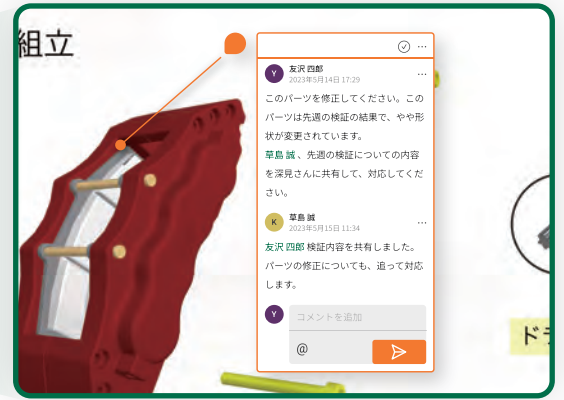 組立
Y
友沢 四郎
2023年5月14日 17:29
このパーツを修正してください。この
パーツは先週の検証の結果で、やや形
状が変更されています。
草島 誠 、先週の検証についての内容
を深見さんに共有して、対応してくだ
さい。
K
草島 誠
2023年5月15日 11:34
友沢 四郎 検証内容を共有しました。
パーツの修正についても、追って対応
します。
Y
コメントを追加
@
ド